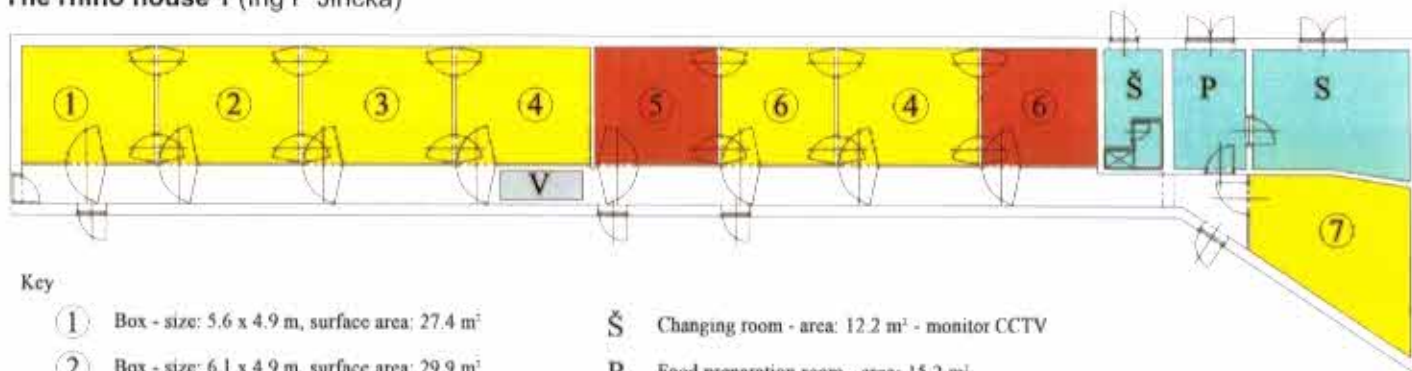 The rhino house 1 (Ing P Jiřička)
1 2 3 4 5 6 4 6 Š P S
V
7
Key
1 Box - size: 5.6 x 4.9 m, surface area: 27.4 m²
Š Changing room - area: 12.2 m² - monitor CCTV
2 Box - size: 6.1 x 4.9 m, surface area: 29.9 m²
P Food preparation room - area: 15.2 m²